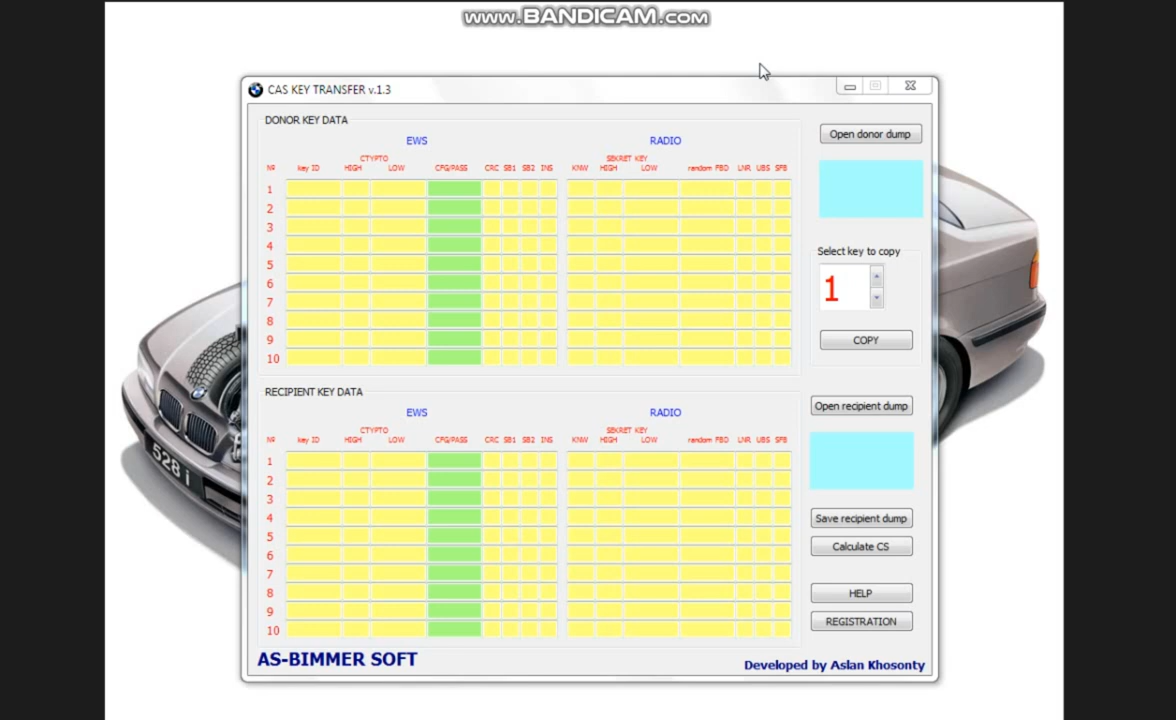 www.BANDICAM.com
CAS KEY TRANSFER v.1.3
DONOR KEY DATA
EWS
RADIO
CTYPTO
SEKRET KEY
Nº key ID HIGH LOW CFG/PASS CRC SB1 SB2 INS KNW HIGH LOW random FBD LNR UBS SFB
1
2
3
4
5
6
7
8
9
10
Open donor dump
Select key to copy
1
COPY
RECIPIENT KEY DATA
EWS
RADIO
CTYPTO
SEKRET KEY
Nº key ID HIGH LOW CFG/PASS CRC SB1 SB2 INS KNW HIGH LOW random FBD LNR UBS SFB
1
2
3
4
5
6
7
8
9
10
Open recipient dump
Save recipient dump
Calculate CS
HELP
REGISTRATION
AS-BIMMER SOFT
Developed by Aslan Khosonty
528 i